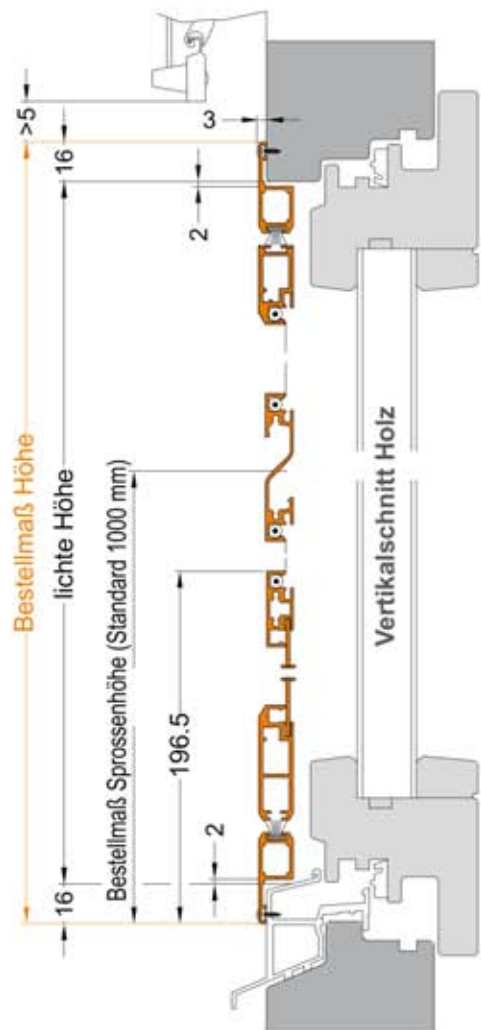 >5
16
3
2
Bestellmaß Höhe
lichte Höhe
Bestellmaß Sprossenhöhe (Standard 1000 mm)
196.5
Vertikalschnitt Holz
2
16